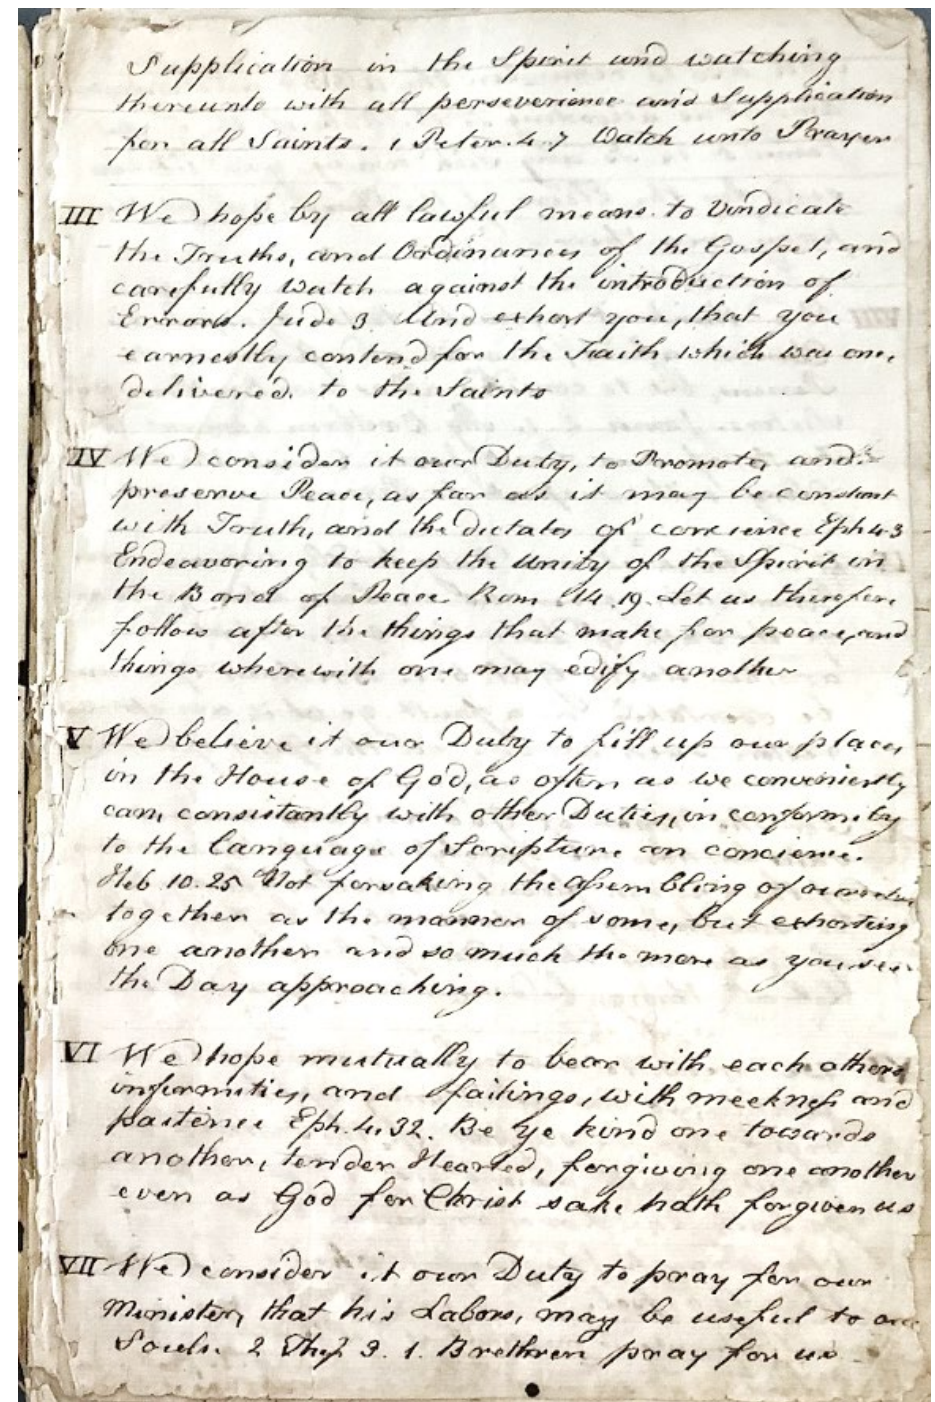 Supplication in the Spirit and watching
thereunto with all perseverience and Supplication
for all Saints. 1 Peter. 4. 7 Watch unto Prayer
III We hope by all lawful means to Vindicate
the Truths, and Ordinances of the Gospel, and
carefully watch against the introduction of
Errors. Jude 3. And exhort you, that you
earnestly contend for the Faith which was once
delivered to the Saints
IV We consider it our Duty, to Promote, and
preserve Peace, as far as it may be consistant
with Truth, and the dictates of concience Eph 4.3
Endeavoring to keep the Unity of the Spirit in
the Bond of Peace. Rom 14. 19. Let us therefore
follow after the things that make for peace, and
things wherewith one may edify another
V We believe it our Duty to fill up our places
in the House of God, as often as we conveniently
can, consistantly with other Duties, in conformity
to the Language of Scripture an concience.
Heb 10. 25 Not forsaking the assembling of ourselves
together as the manner of some, but exhorting
one another and so much the more as you see
the Day approaching.
VI We hope mutually to bear with each others
infirmities, and failings, with meekness and
pastence Eph. 4. 32. Be ye kind one towards
another, tender Hearted, forgiving one another
even as God for Christ sake hath forgiven us
VII We consider it our Duty to pray for our
Minister, that his Labors, may be useful to our
Souls. 2 Thes 3. 1. Brethren pray for us